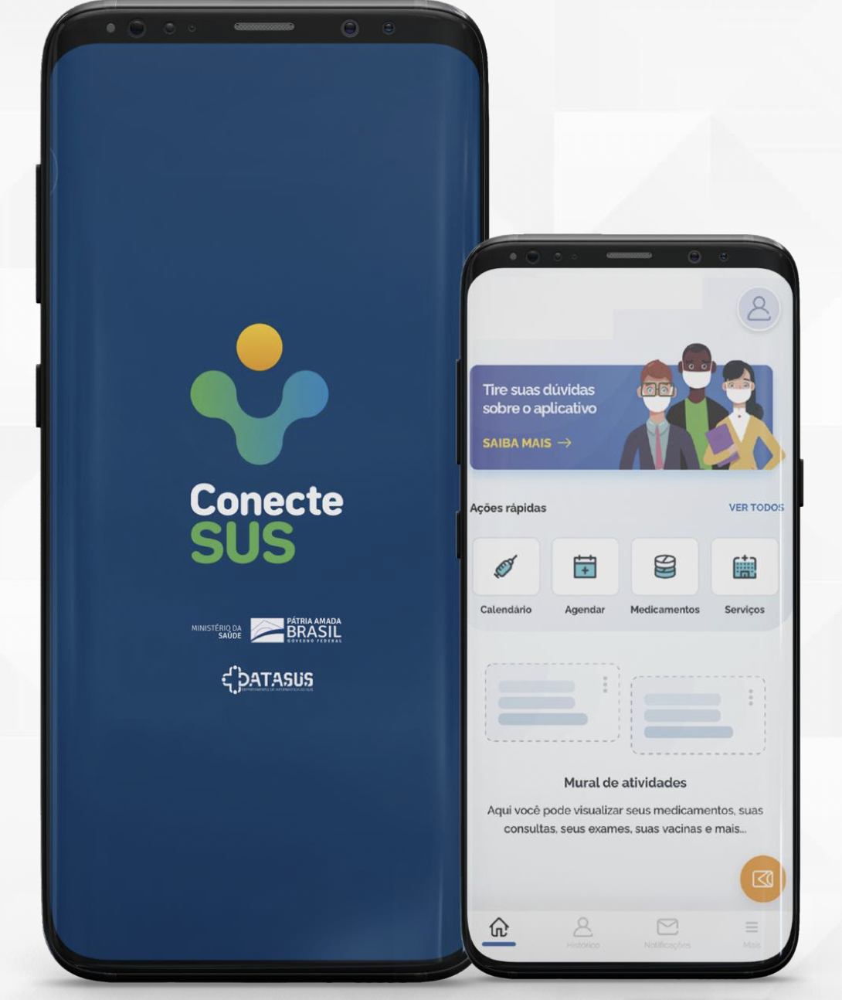 Conecte
SUS
MINISTÉRIO DA
SAÚDE
PÁTRIA AMADA
BRASIL
GOVERNO FEDERAL
DATASUS
Tire suas dúvidas
sobre o aplicativo
SAIBA MAIS
Ações rápidas
VER TODOS
Calendário
Agendar
Medicamentos
Serviços
Mural de atividades
Aqui você pode visualizar seus medicamentos, suas
consultas, seus exames, suas vacinas e mais...
Histórico
Notificações
Mais